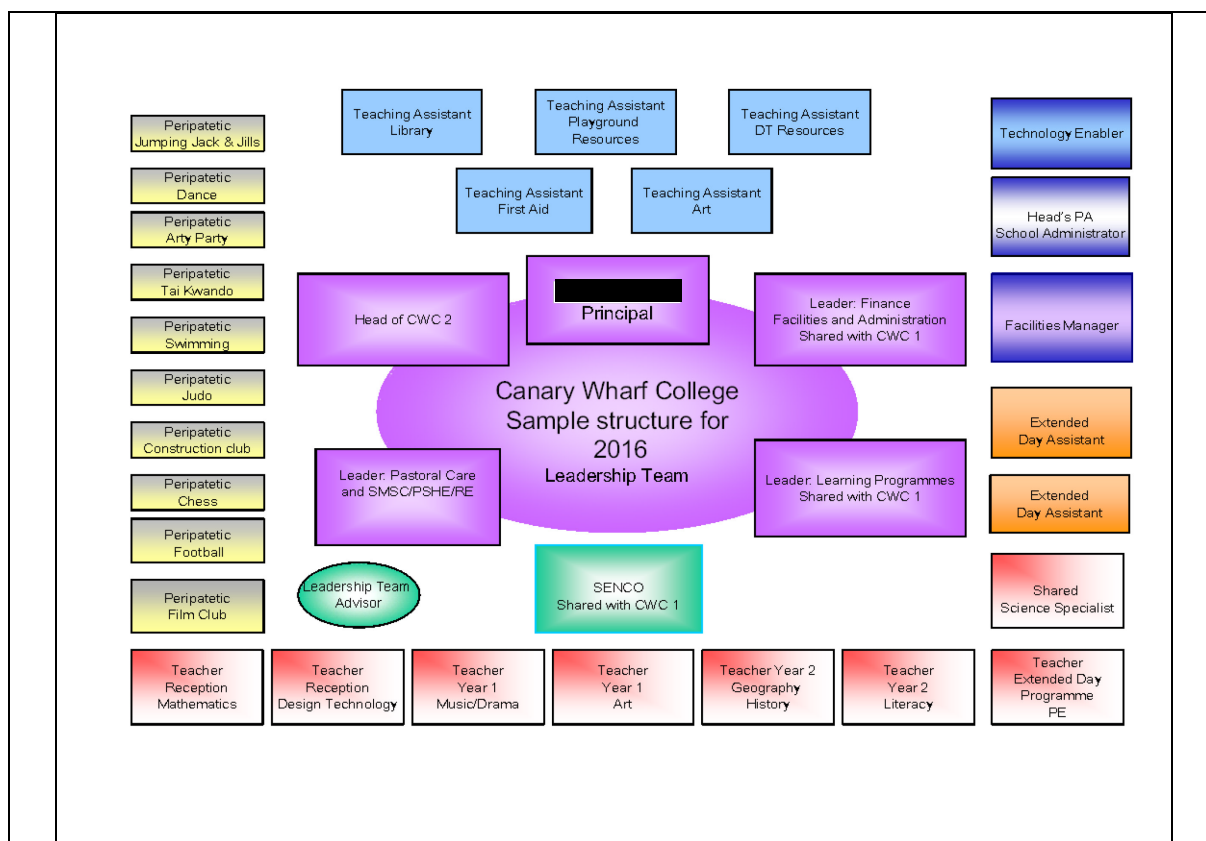 Peripatetic
Jumping Jack & Jills
Peripatetic
Dance
Peripatetic
Arty Party
Peripatetic
Tai Kwando
Peripatetic
Swimming
Peripatetic
Judo
Peripatetic
Construction club
Peripatetic
Chess
Peripatetic
Football
Peripatetic
Film Club
Teaching Assistant
Library
Teaching Assistant
Playground
Resources
Teaching Assistant
DT Resources
Teaching Assistant
First Aid
Teaching Assistant
Art
Technology Enabler
Head's PA
School Administrator
Facilities Manager
Extended
Day Assistant
Extended
Day Assistant
Shared
Science Specialist
Head of CWC 2
Principal
Leader: Finance
Facilities and Administration
Shared with CWC 1
Canary Wharf College
Sample structure for
2016
Leadership Team
Leader: Pastoral Care
and SMSC/PSHE/RE
Leader: Learning Programmes
Shared with CWC 1
Leadership Team
Advisor
SENCO
Shared with CWC 1
Teacher
Reception
Mathematics
Teacher
Reception
Design Technology
Teacher
Year 1
Music/Drama
Teacher
Year 1
Art
Teacher Year 2
Geography
History
Teacher
Year 2
Literacy
Teacher
Extended Day
Programme
PE